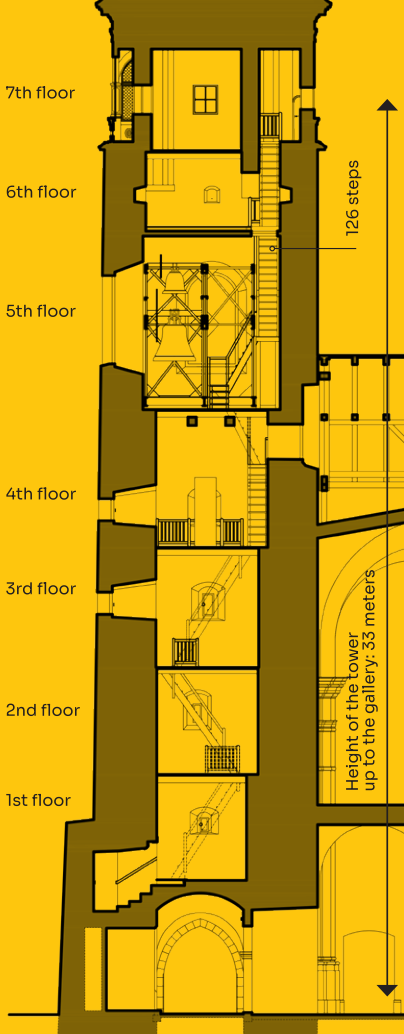 7th floor
6th floor
126 steps
5th floor
4th floor
3rd floor
Height of the tower
up to the gallery: 33 meters
2nd floor
1st floor